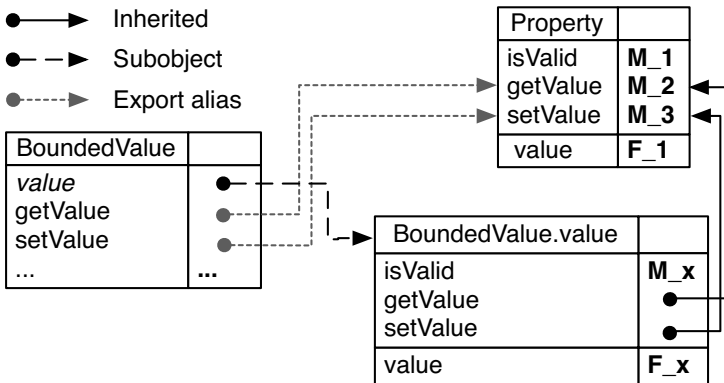 Inherited
Subobject
Export alias
Property
isValid M_1
getValue M_2
setValue M_3
value F_1
BoundedValue
value
getValue
setValue
... ...
BoundedValue.value
isValid M_x
getValue
setValue
value F_x